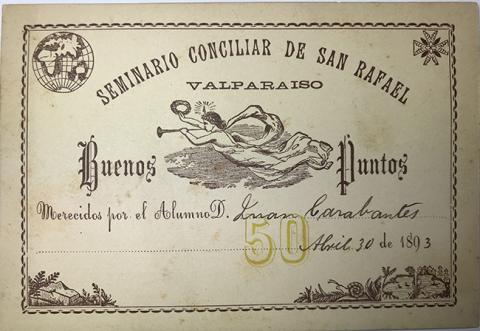 SEMINARIO CONCILIAR DE SAN RAFAEL
VALPARAISO
Buenos Puntos
Merecidos por el Alumno D. Juan Carabantes
50
Abril 30 de 1893